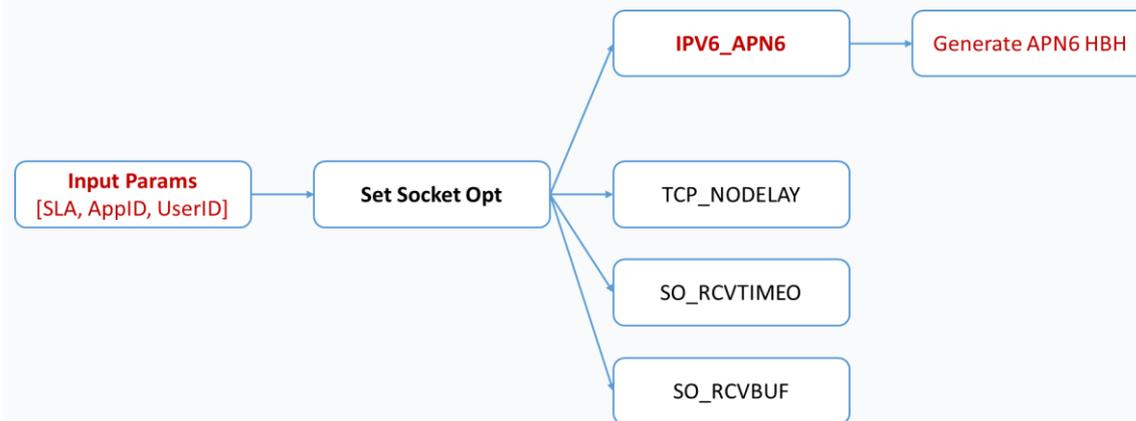 IPV6_APN6
Generate APN6 HBH
Input Params
[SLA, AppID, UserID]
Set Socket Opt
TCP_NODELAY
SO_RCVTIMEO
SO_RCVBUF